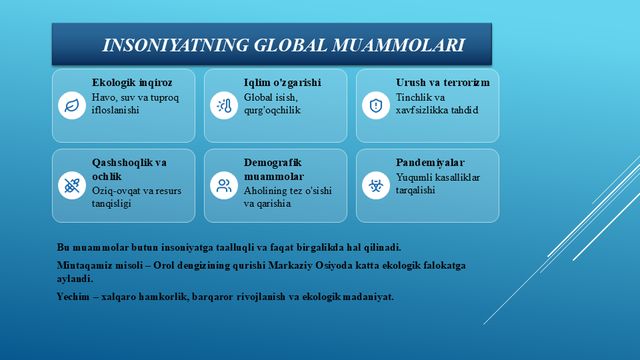 INSONIYATNING GLOBAL MUAMMOLARI
Ekologik inqiroz
Havo, suv va tuproq
ifloslanishi
Iqlim o'zgarishi
Global isish,
qurg'oqchilik
Urush va terrorizm
Tinchlik va
xavfsizlikka tahdid
Qashshoqlik va
ochlik
Oziq-ovqat va resurs
tanqisligi
Demografik
muammolar
Aholining tez o'sishi
va qarishia
Pandemiyalar
Yuqumli kasalliklar
tarqalishi
Bu muammolar butun insoniyatga taalluqli va faqat birgalikda hal qilinadi.
Mintaqamiz misoli – Orol dengizining qurishi Markaziy Osiyoda katta ekologik falokatga
aylandi.
Yechim – xalqaro hamkorlik, barqaror rivojlanish va ekologik madaniyat.